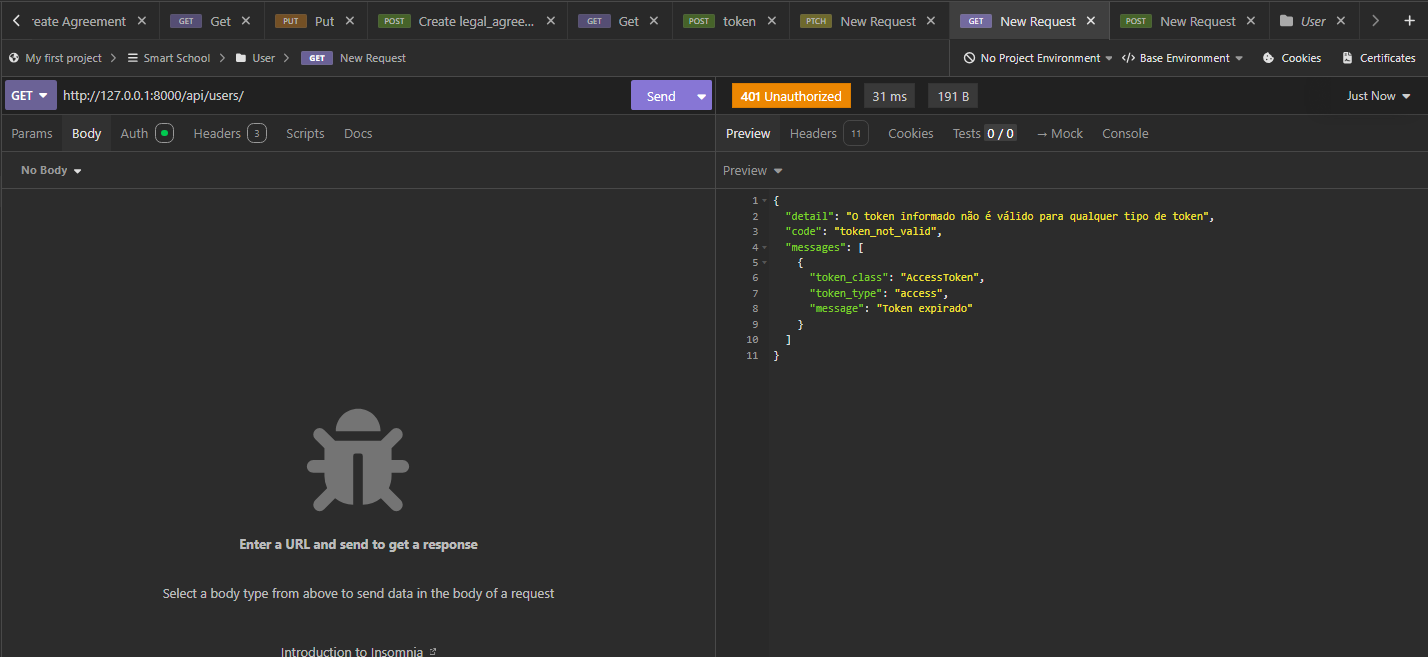 reate Agreement
GET Get
PUT Put
POST Create legal_agree...
GET Get
POST token
PTCH New Request
GET New Request
POST New Request
User
My first project
Smart School
User
GET New Request
No Project Environment
Base Environment
Cookies
Certificates
GET http://127.0.0.1:8000/api/users/
Send
401 Unauthorized 31 ms 191 B
Just Now
Params Body Auth Headers 3 Scripts Docs
Preview Headers 11 Cookies Tests 0 / 0 → Mock Console
No Body
Preview
1 {
2 "detail": "O token informado não é válido para qualquer tipo de token",
3 "code": "token_not_valid",
4 "messages": [
5 {
6 "token_class": "AccessToken",
7 "token_type": "access",
8 "message": "Token expirado"
9 }
10 ]
11 }
Enter a URL and send to get a response
Select a body type from above to send data in the body of a request
Introduction to Insomnia